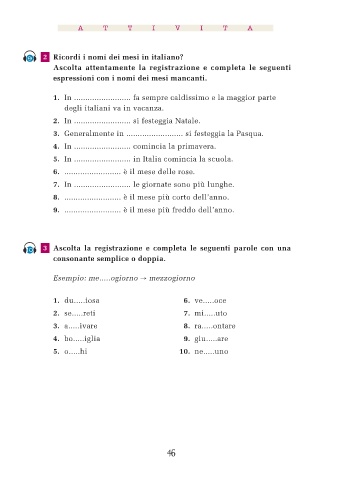 A T T I V I T A
2 Ricordi i nomi dei mesi in italiano?
Ascolta attentamente la registrazione e completa le seguenti
espressioni con i nomi dei mesi mancanti.
1. In ......................... fa sempre caldissimo e la maggior parte
degli italiani va in vacanza.
2. In ......................... si festeggia Natale.
3. Generalmente in ......................... si festeggia la Pasqua.
4. In ......................... comincia la primavera.
5. In ......................... in Italia comincia la scuola.
6. ......................... è il mese delle rose.
7. In ......................... le giornate sono più lunghe.
8. ......................... è il mese più corto dell'anno.
9. ......................... è il mese più freddo dell'anno.
3 Ascolta la registrazione e completa le seguenti parole con una
consonante semplice o doppia.
Esempio: me.....ogiorno → mezzogiorno
1. du.....iosa
2. se.....reti
3. a.....ivare
4. bo.....iglia
5. o.....hi
6. ve.....oce
7. mi.....uto
8. ra.....ontare
9. giu.....are
10. ne.....uno
46